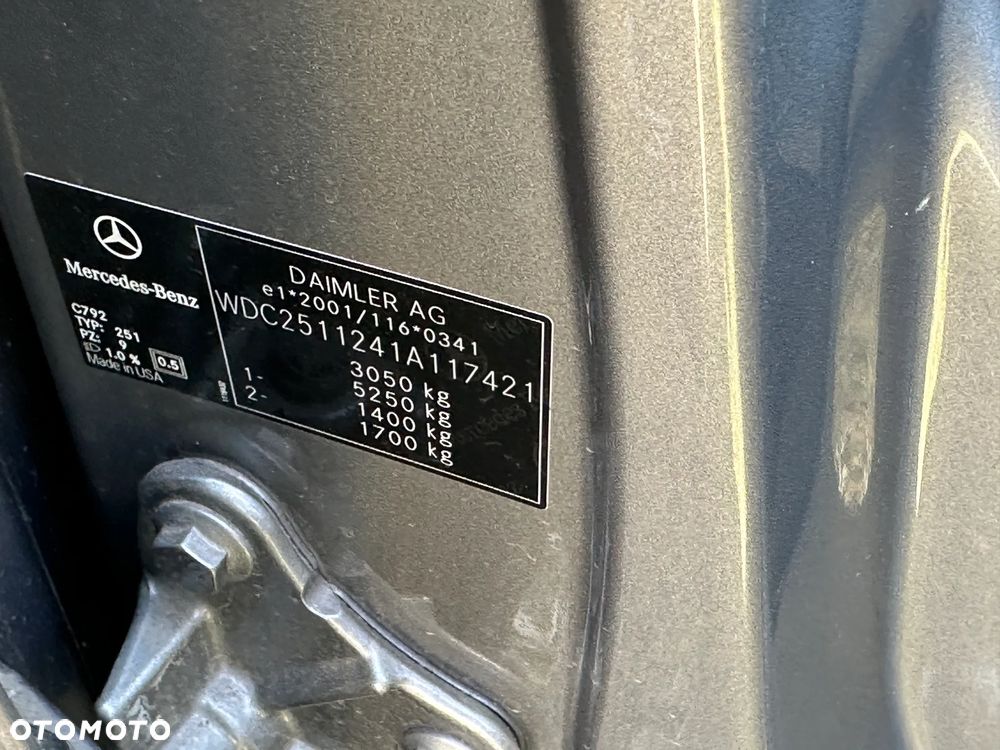 Mercedes-Benz
C792
TYP: 251
PZ: 9
1.0 % 0.5
Made in USA
DAIMLER AG
e1*2001/116*0341
WDC2511241A117421
3050 kg
1- 5250 kg
2- 1400 kg
1700 kg
OTOMOTO